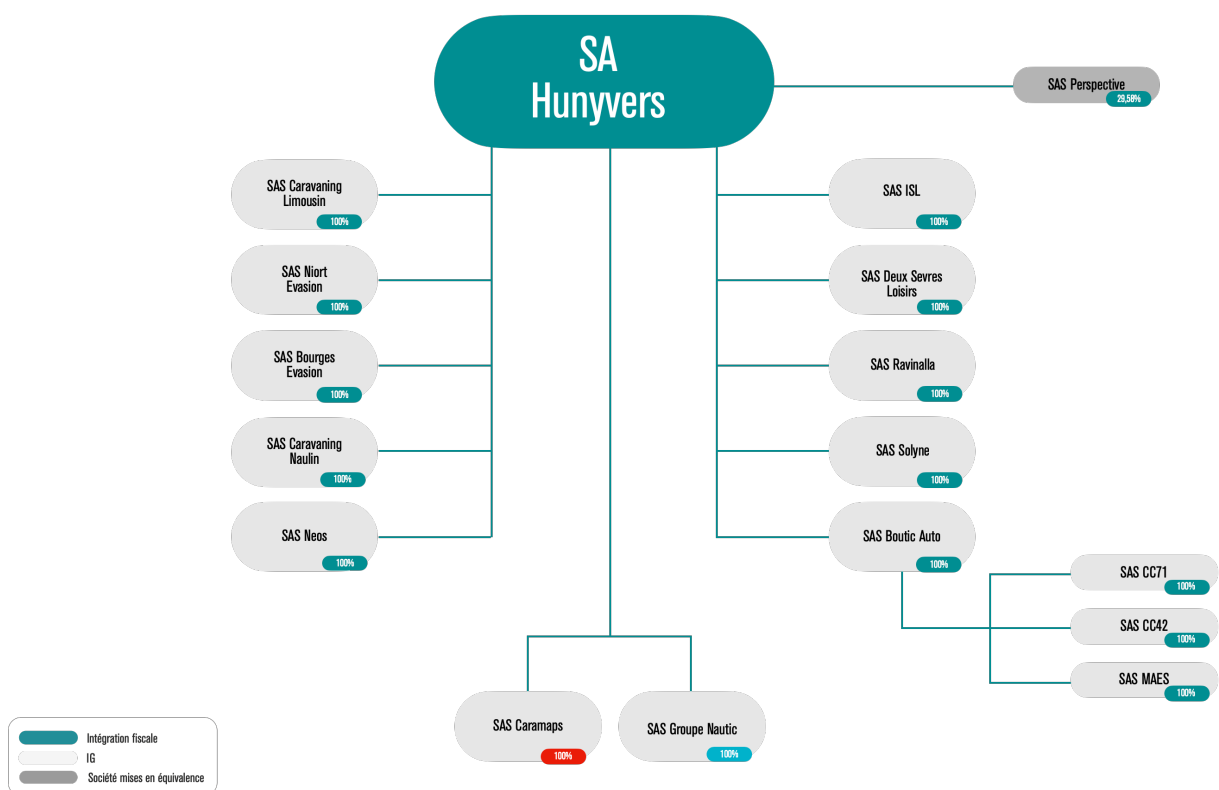 SA
Hunyvers
SAS Perspective
29,58%
SAS Caravaning
Limousin
100%
SAS Niort
Evasion
100%
SAS Bourges
Evasion
100%
SAS Caravaning
Naulin
100%
SAS Neos
100%
SAS ISL
100%
SAS Deux Sevres
Loisirs
100%
SAS Ravinalla
100%
SAS Solyne
100%
SAS Boutic Auto
100%
SAS CC71
100%
SAS CC42
100%
SAS MAES
100%
SAS Caramaps
100%
SAS Groupe Nautic
100%
Intégration fiscale
IG
Société mises en équivalence